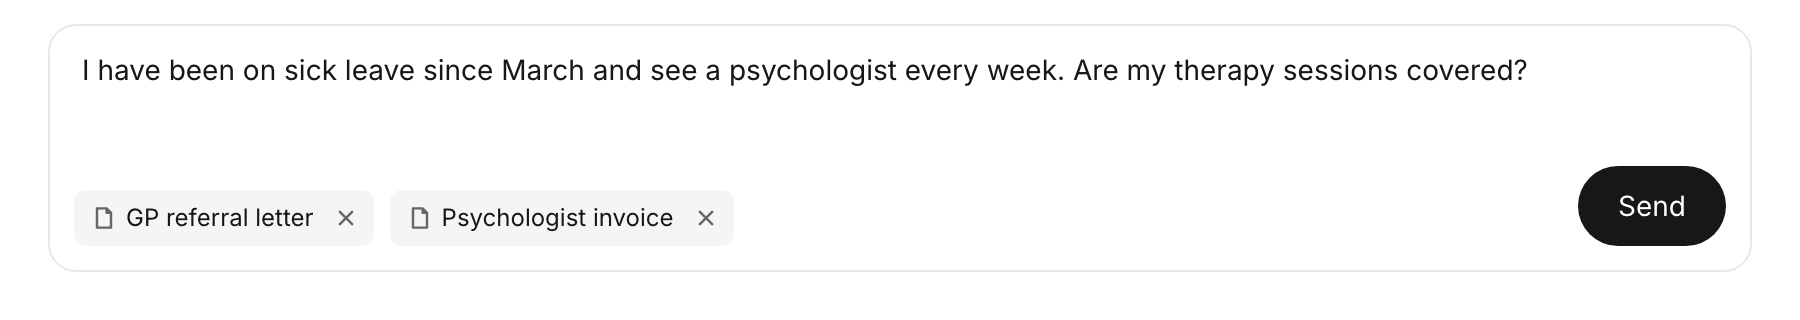 I have been on sick leave since March and see a psychologist every week. Are my therapy sessions covered?
GP referral letter
Psychologist invoice
Send